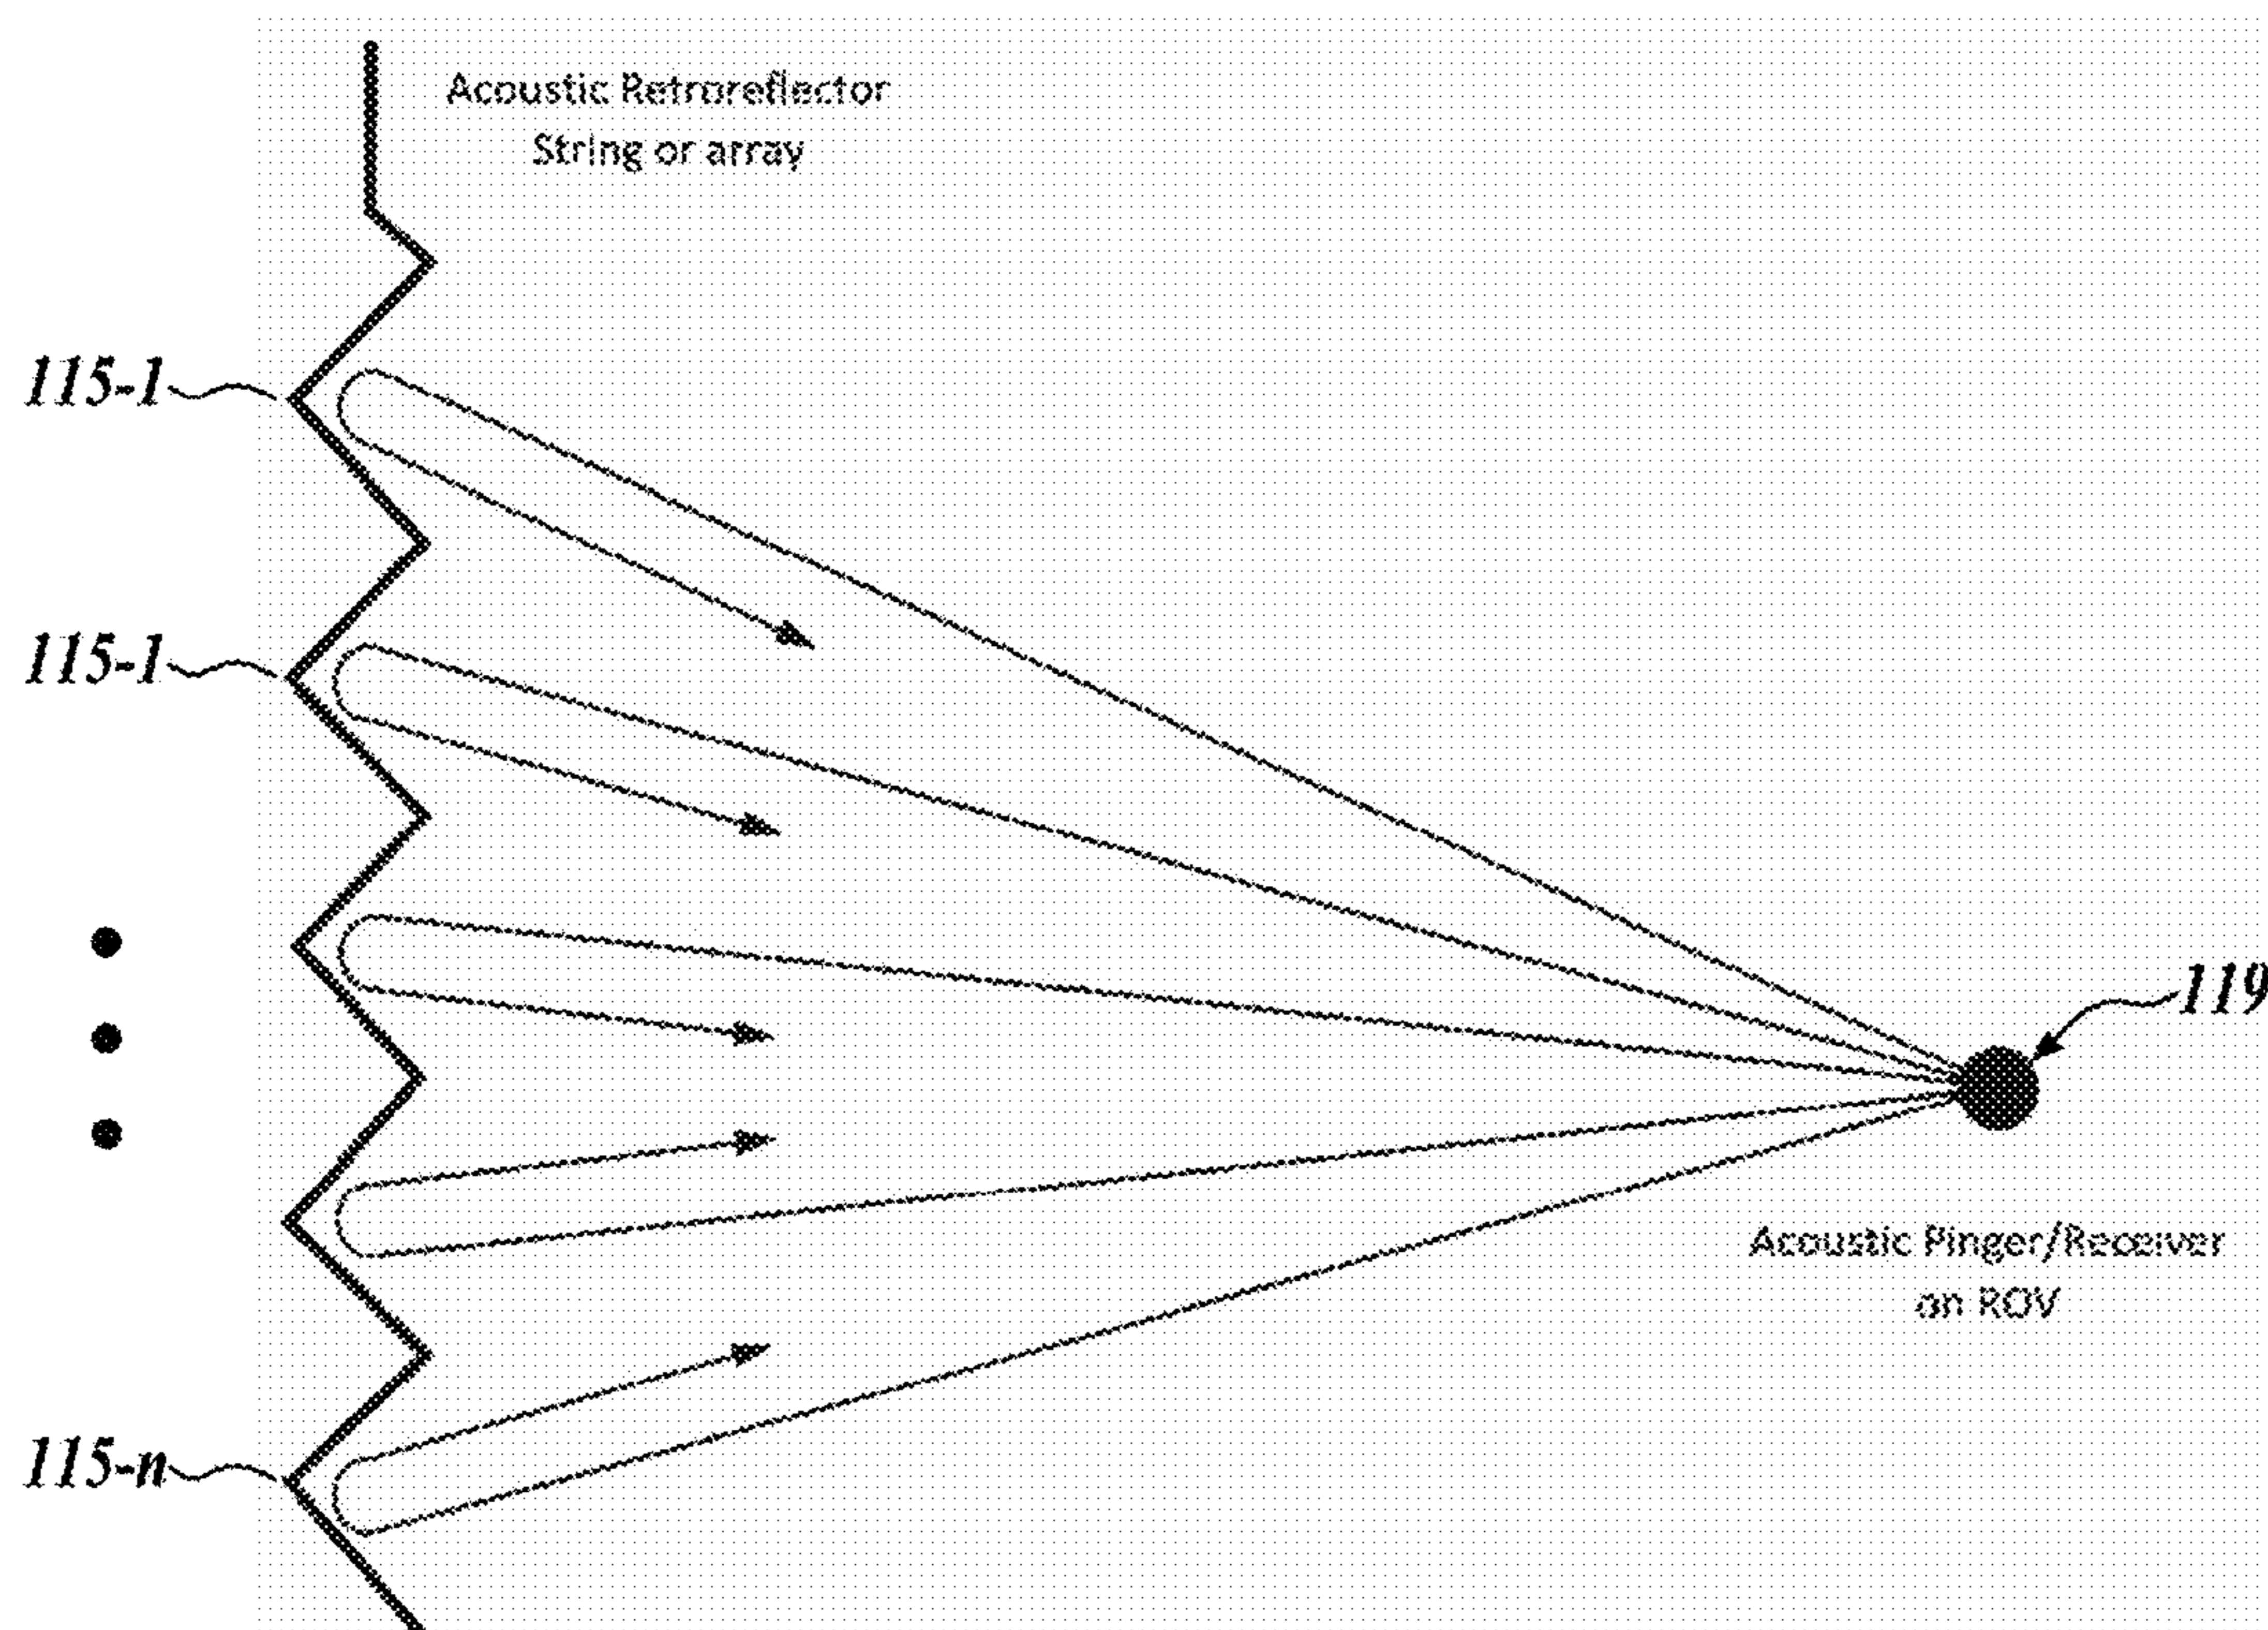 Acoustic Retroreflector
String or array
115-1
115-1
119
Acoustic Pinger/Receiver
on ROV
115-n